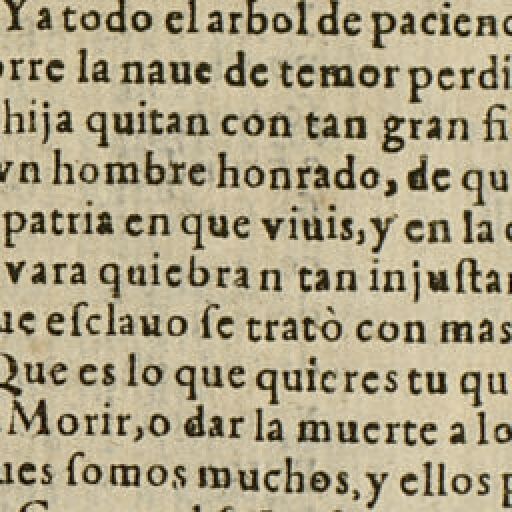 Y a todo el arbol de pacienc
orre la naue de temor perdi
hija quitan con tan gran fi
vn hombre honrado, de qu
patria en que viuis, y en la
vara quiebran tan injuſtan
ue eſclauo ſe tratò con mas
Que es lo que quieres tu qu
Morir, o dar la muerte a lo
ues ſomos muchos, y ellos p